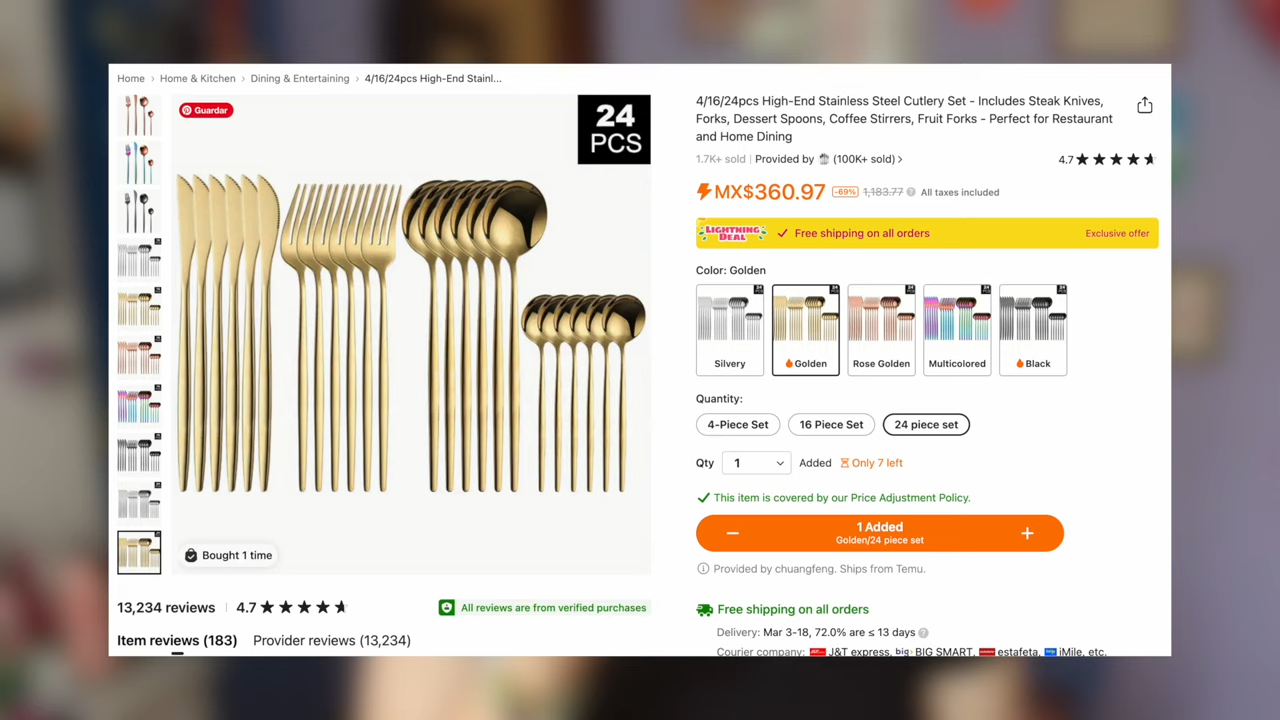 Home › Home & Kitchen › Dining & Entertaining › 4/16/24pcs High-End Stainl...
Guardar
24
PCS
Bought 1 time
4/16/24pcs High-End Stainless Steel Cutlery Set - Includes Steak Knives,
Forks, Dessert Spoons, Coffee Stirrers, Fruit Forks - Perfect for Restaurant
and Home Dining
1.7K+ sold | Provided by (100K+ sold) ›
4.7
MX$360.97 -69% 1,183.77 All taxes included
LIGHTNING DEAL Free shipping on all orders Exclusive offer
Color: Golden
Silvery Golden Rose Golden Multicolored Black
Quantity:
4-Piece Set 16 Piece Set 24 piece set
Qty 1 Added Only 7 left
This item is covered by our Price Adjustment Policy.
1 Added
Golden/24 piece set
Provided by chuangfeng. Ships from Temu.
Free shipping on all orders
Delivery: Mar 3-18, 72.0% are ≤ 13 days
Courier company: J&T express, BIG SMART, estafeta, iMile, etc.
13,234 reviews | 4.7
All reviews are from verified purchases
Item reviews (183) Provider reviews (13,234)